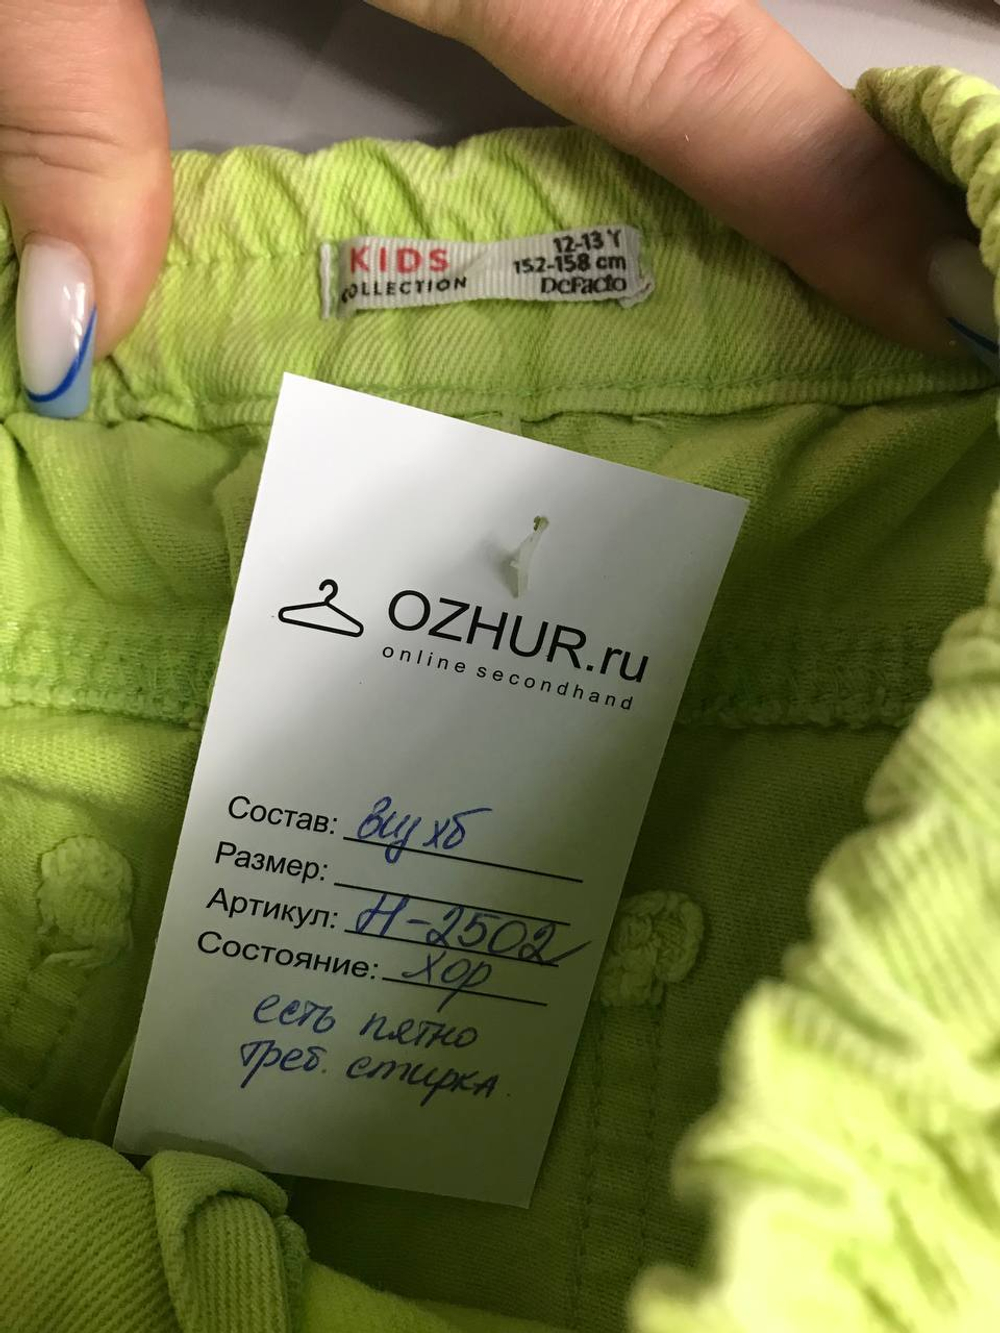 KIDS
COLLECTION
12-13 Y
152-158 cm
DeFacto
OZHUR.ru
online secondhand
Состав: хб
Размер:
Артикул: Н-2502
Состояние: хор
есть пятно
треб. стирка.